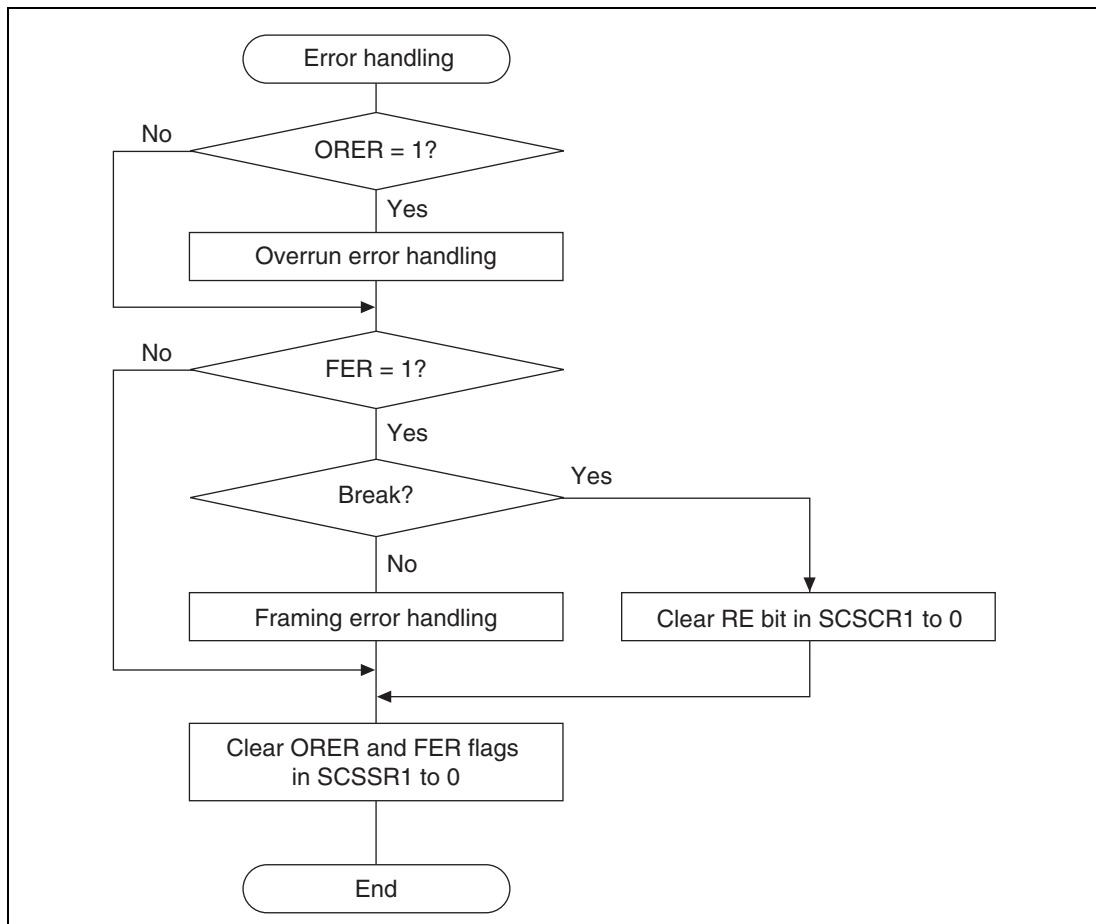 Error handling
No
ORER = 1?
Yes
Overrun error handling
No
FER = 1?
Yes
Break?
Yes
No
Framing error handling
Clear RE bit in SCSCR1 to 0
Clear ORER and FER flags
in SCSSR1 to 0
End